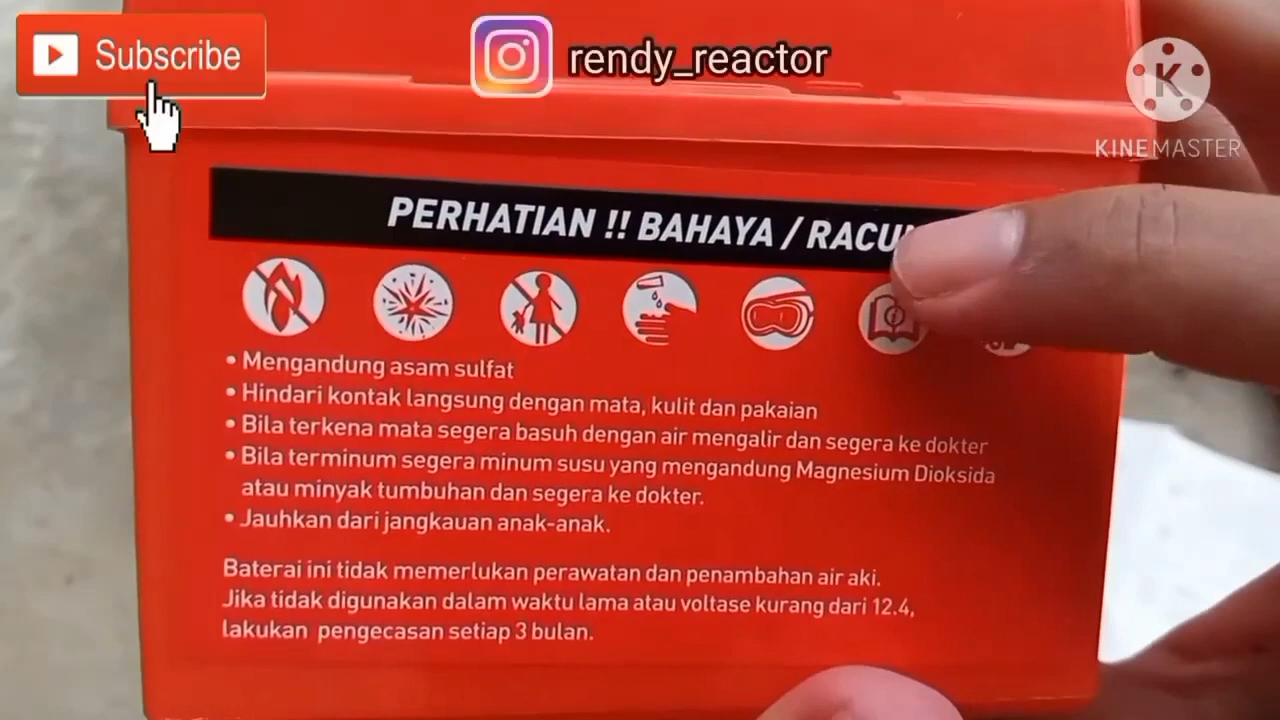 Subscribe
rendy_reactor
K
KINEMASTER
PERHATIAN !! BAHAYA /
• Mengandung asam sulfat
• Hindari kontak langsung dengan mata, kulit dan pakaian
• Bila terkena mata segera basuh dengan air mengalir dan segera ke dokter
• Bila terminum segera minum susu yang mengandung Magnesium Dioksida
atau minyak tumbuhan dan segera ke dokter.
• Jauhkan dari jangkauan anak-anak.
Baterai ini tidak memerlukan perawatan dan penambahan air aki.
Jika tidak digunakan dalam waktu lama atau voltase kurang dari 12.4,
lakukan pengecasan setiap 3 bulan.